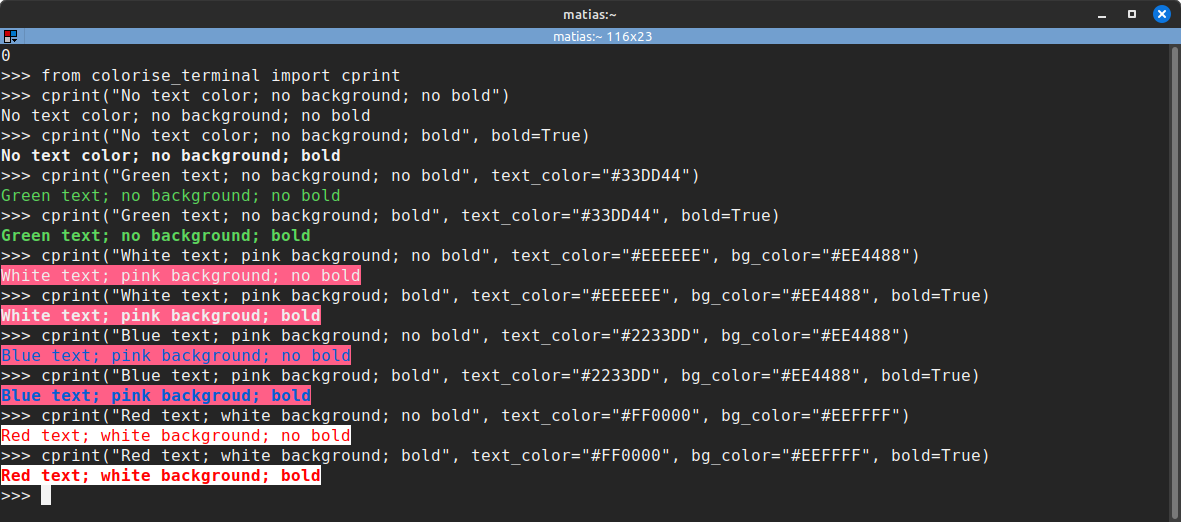 matias:~
matias:~ 116x23
0
>>> from colorise_terminal import cprint
>>> cprint("No text color; no background; no bold")
No text color; no background; no bold
>>> cprint("No text color; no background; bold", bold=True)
No text color; no background; bold
>>> cprint("Green text; no background; no bold", text_color="#33DD44")
Green text; no background; no bold
>>> cprint("Green text; no background; bold", text_color="#33DD44", bold=True)
Green text; no background; bold
>>> cprint("White text; pink background; no bold", text_color="#EEEEEE", bg_color="#EE4488")
White text; pink background; no bold
>>> cprint("White text; pink backgroud; bold", text_color="#EEEEEE", bg_color="#EE4488", bold=True)
White text; pink backgroud; bold
>>> cprint("Blue text; pink background; no bold", text_color="#2233DD", bg_color="#EE4488")
Blue text; pink background; no bold
>>> cprint("Blue text; pink backgroud; bold", text_color="#2233DD", bg_color="#EE4488", bold=True)
Blue text; pink backgroud; bold
>>> cprint("Red text; white background; no bold", text_color="#FF0000", bg_color="#EEFFFF")
Red text; white background; no bold
>>> cprint("Red text; white background; bold", text_color="#FF0000", bg_color="#EEFFFF", bold=True)
Red text; white background; bold
>>>